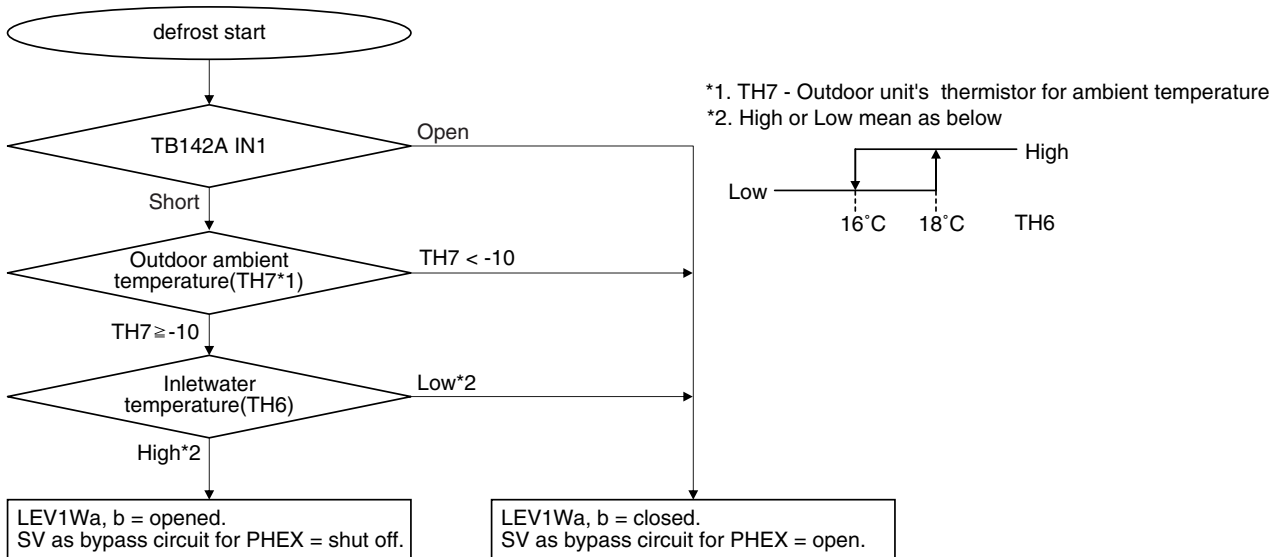 defrost start
TB142A IN1
Open
Short
Outdoor ambient
temperature(TH7*1)
TH7 < -10
TH7≧-10
Inletwater
temperature(TH6)
Low*2
High*2
LEV1Wa, b = opened.
SV as bypass circuit for PHEX = shut off.
LEV1Wa, b = closed.
SV as bypass circuit for PHEX = open.
*1. TH7 - Outdoor unit's thermistor for ambient temperature
*2. High or Low mean as below
High
Low
16˚C
18˚C
TH6